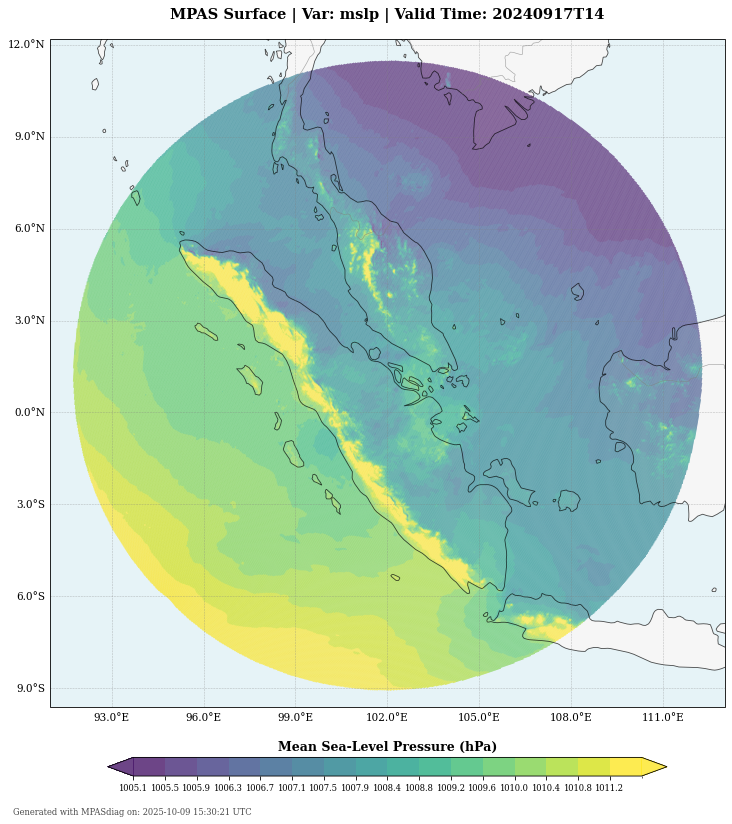 MPAS Surface | Var: mslp | Valid Time: 20240917T14
12.0°N
9.0°N
6.0°N
3.0°N
0.0°N
3.0°S
6.0°S
9.0°S
93.0°E 96.0°E 99.0°E 102.0°E 105.0°E 108.0°E 111.0°E
Mean Sea-Level Pressure (hPa)
1005.1 1005.5 1005.9 1006.3 1006.7 1007.1 1007.5 1007.9 1008.4 1008.8 1009.2 1009.6 1010.0 1010.4 1010.8 1011.2
Generated with MPASdiag on: 2025-10-09 15:30:21 UTC